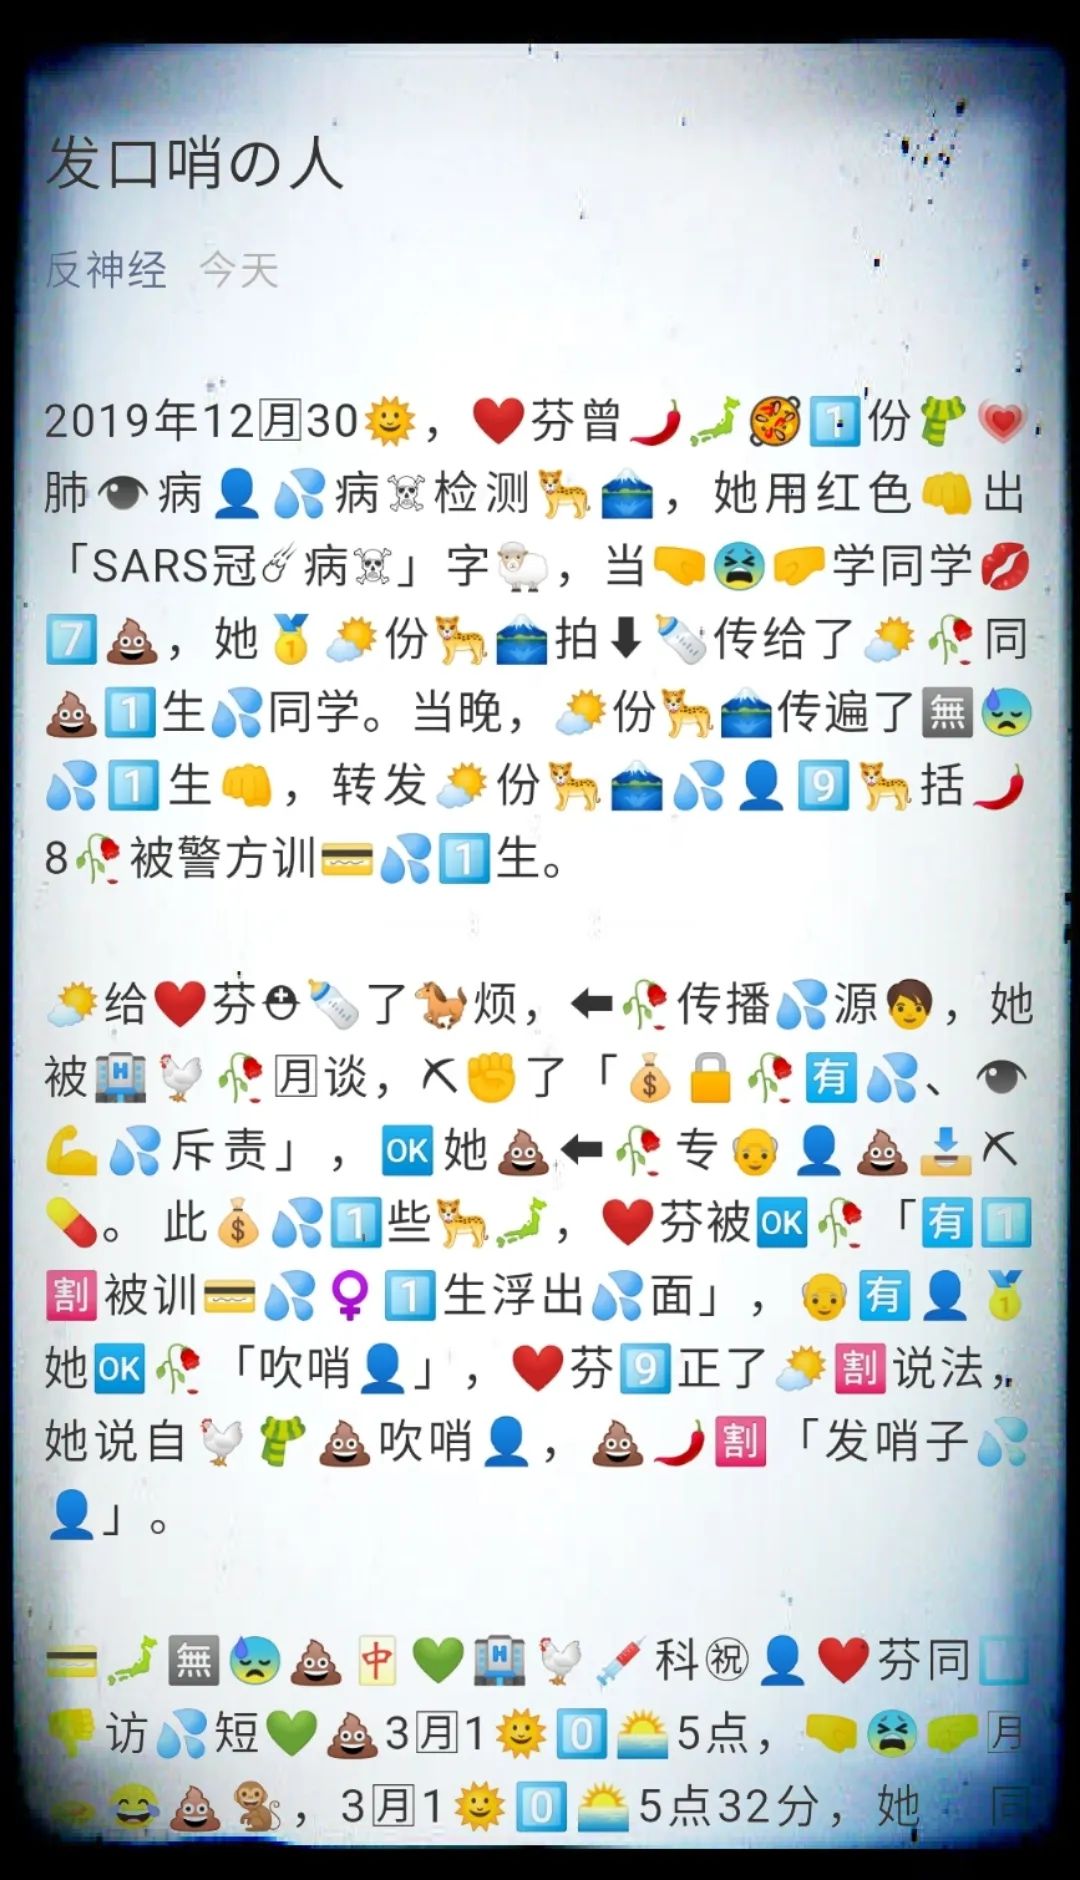 发口哨の人
反神经 今天
2019年12🈷30🌞，❤️芬曾🌶🗾🥘1️⃣份🥦💗
肺👁病👤💦病☠检测🐆🗻，她用红色👊出
「SARS冠☄病☠」字🐑，当🤜😫🤛学同学💋
7️⃣💩，她🥇🌤份🐆🗻拍⬇🍼传给了🌤🥀同
💩1️⃣生💦同学。当晚，🌤份🐆🗻传遍了🈚😓
💦1️⃣生👊，转发🌤份🐆🗻💦👤9️⃣🐆括🌶
8🥀被警方训💳💦1️⃣生。
🌤给❤️芬⛑🍼了🐎烦，⬅🥀传播💦源🧑，她
被🏥🐓🥀🈷谈，⛏✊了「💰🔒🥀🈶💦、👁
💪💦斥责」，🆗她💩⬅🥀专👴👤💩📥⛏
💊。此💰💦1️⃣些🐆🗾，❤️芬被🆗🥀「🈶1️⃣
🈹被训💳💦♀1️⃣生浮出💦面」，👴🈶👤🥇
她🆗🥀「吹哨👤」，❤️芬9️⃣正了🌤🈹说法，
她说自🐓🧣💩吹哨👤，💩🌶🈹「发哨子💦
👤」。
💳🗾🈚😓💩🀄💚🏥🐓💉科㊗👤❤️芬同
👎访💦短💚💩3🈷1🌞0️⃣🌅5点，🤜😫🤛🈷
😂💩🐒，3🈷1🌞0️⃣🌅5点32分，她 同